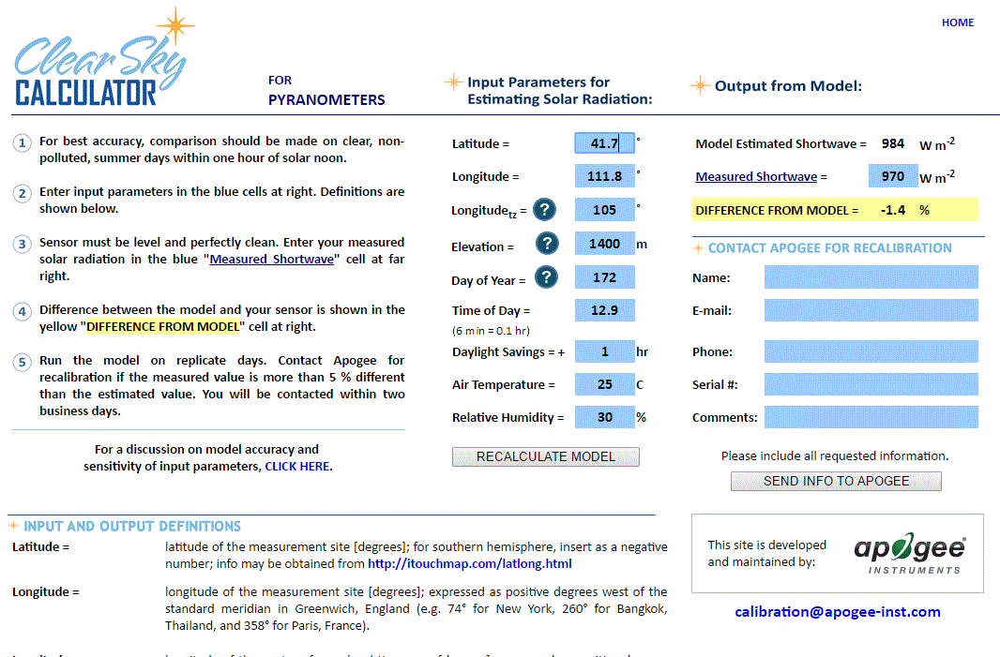 HOME
Clear Sky
CALCULATOR
FOR
PYRANOMETERS
Input Parameters for
Estimating Solar Radiation:
Output from Model:
1 For best accuracy, comparison should be made on clear, non-
polluted, summer days within one hour of solar noon.
2 Enter input parameters in the blue cells at right. Definitions are
shown below.
3 Sensor must be level and perfectly clean. Enter your measured
solar radiation in the blue "Measured Shortwave" cell at far
right.
4 Difference between the model and your sensor is shown in the
yellow "DIFFERENCE FROM MODEL" cell at right.
5 Run the model on replicate days. Contact Apogee for
recalibration if the measured value is more than 5 % different
than the estimated value. You will be contacted within two
business days.
For a discussion on model accuracy and
sensitivity of input parameters, CLICK HERE.
Latitude = 41.7 °
Longitude = 111.8 °
Longitude tz = ? 105 °
Elevation = ? 1400 m
Day of Year = ? 172
Time of Day = 12.9
(6 min = 0.1 hr)
Daylight Savings = + 1 hr
Air Temperature = 25 C
Relative Humidity = 30 %
RECALCULATE MODEL
Model Estimated Shortwave = 984 W m-2
Measured Shortwave = 970 W m-2
DIFFERENCE FROM MODEL = -1.4 %
CONTACT APOGEE FOR RECALIBRATION
Name:
E-mail:
Phone:
Serial #:
Comments:
Please include all requested information.
SEND INFO TO APOGEE
INPUT AND OUTPUT DEFINITIONS
Latitude = latitude of the measurement site [degrees]; for southern hemisphere, insert as a negative
number; info may be obtained from http://itouchmap.com/latlong.html
Longitude = longitude of the measurement site [degrees]; expressed as positive degrees west of the
standard meridian in Greenwich, England (e.g. 74° for New York, 260° for Bangkok,
Thailand, and 358° for Paris, France).
This site is developed
and maintained by:
apogee®
INSTRUMENTS
calibration@apogee-inst.com